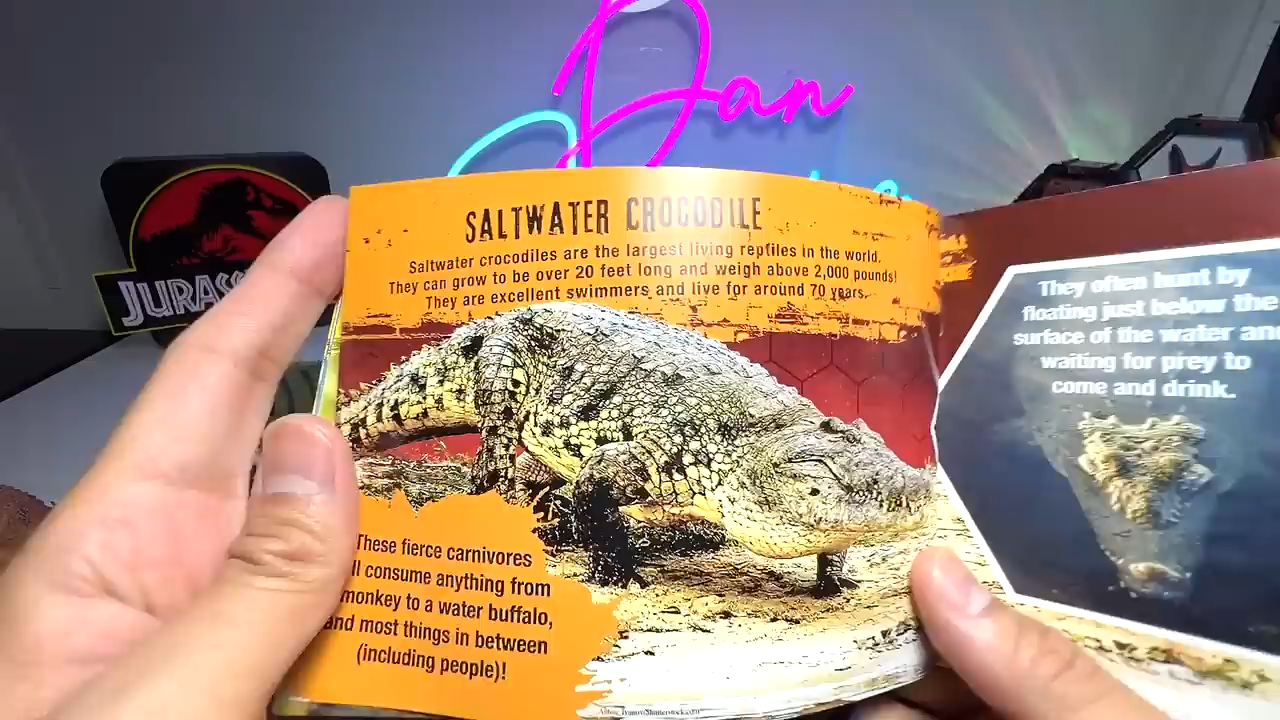 Dan
JURASS
SALTWATER CROCODILE
Saltwater crocodiles are the largest living reptiles in the world.
They can grow to be over 20 feet long and weigh above 2,000 pounds!
They are excellent swimmers and live for around 70 years.
They often hunt by
floating just below the
surface of the water and
waiting for prey to
come and drink.
These fierce carnivores
ll consume anything from
monkey to a water buffalo,
and most things in between
(including people)!